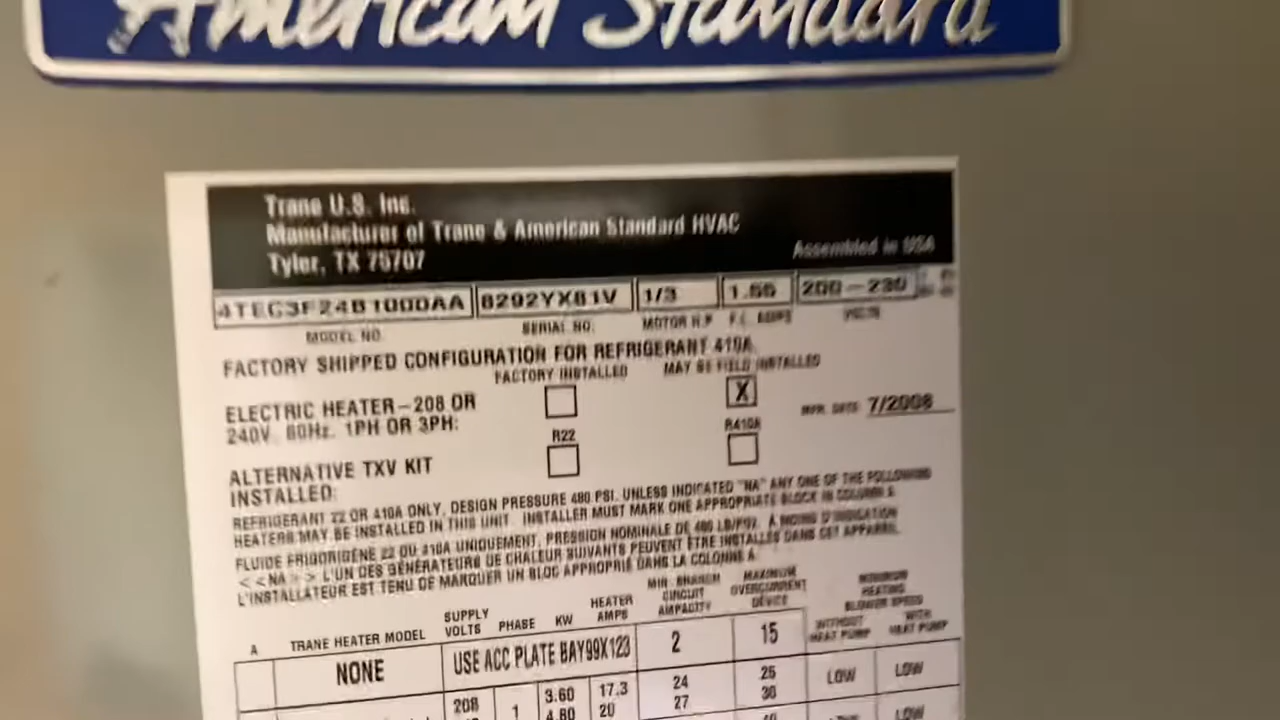 American Standard
Trane U.S. Inc.
Manufacturer of Trane & American Standard HVAC
Tyler, TX 75707
Assembled in USA
4TEC3F24B1000AA 8292YX81V 1/3 200-230
MODEL NO. SERIAL NO. MOTOR H.P. F.L. AMPS VOLTS
FACTORY SHIPPED CONFIGURATION FOR REFRIGERANT 410A
FACTORY INSTALLED MAY BE FIELD INSTALLED
ELECTRIC HEATER-208 OR X
240V, 60Hz, 1PH OR 3PH:
MFR. DATE 7/2008
R22 R410A
ALTERNATIVE TXV KIT
INSTALLED:
REFRIGERANT 22 OR 410A ONLY, DESIGN PRESSURE 480 PSI. UNLESS INDICATED "NA" ANY ONE OF THE FOLLOWING
HEATERS MAY BE INSTALLED IN THIS UNIT. INSTALLER MUST MARK ONE APPROPRIATE BLOCK IN COLUMN A.
FLUIDE FRIGORIGÈNE 22 OU 410A UNIQUEMENT, PRESSION NOMINALE DE 480 LB/PO2. À MOINS D'INDICATION
<<NA>> L'UN DES GÉNÉRATEURS DE CHALEUR SUIVANTS PEUVENT ÊTRE INSTALLÉS DANS CET APPAREIL.
L'INSTALLATEUR EST TENU DE MARQUER UN BLOC APPROPRIÉ DANS LA COLONNE A.
A TRANE HEATER MODEL SUPPLY VOLTS PHASE KW HEATER AMPS MIN. BRANCH CIRCUIT AMPACITY MAXIMUM OVERCURRENT DEVICE MINIMUM HEATING BLOWER SPEED
WITHOUT HEAT PUMP WITH HEAT PUMP
NONE USE ACC PLATE BAY99X123 2 15
208 1 3.60 17.3 24 25 LOW LOW
4.80 20 27 30
LOW